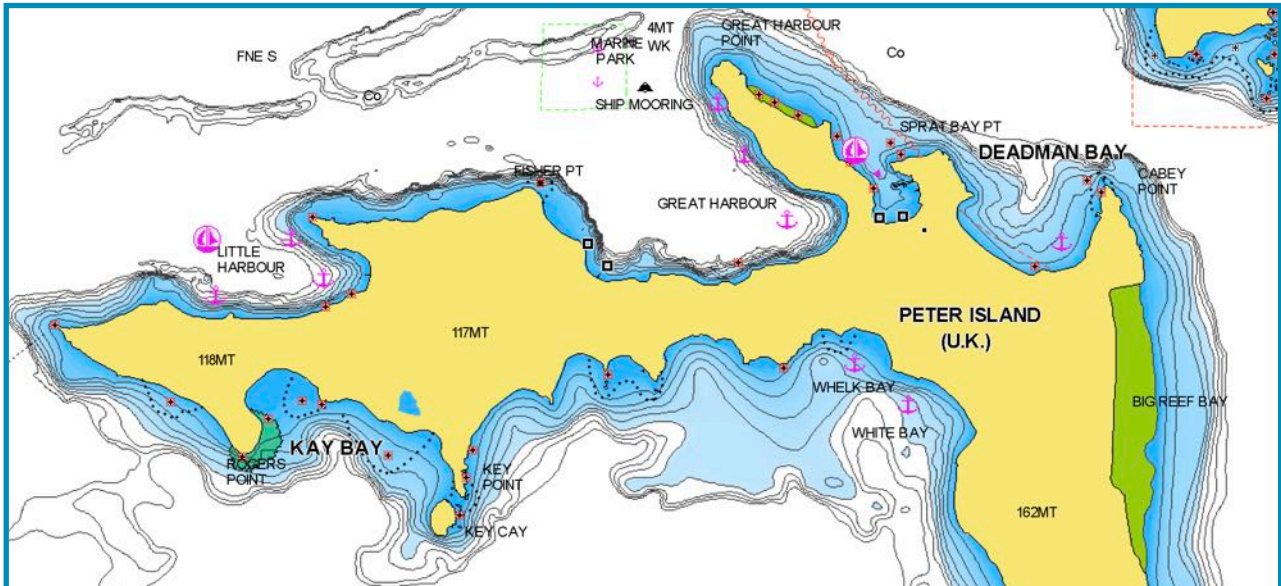 GREAT HARBOUR
POINT
4MT
MARINE WK
PARK
FNE S
Co
Co
SHIP MOORING
SPRAT BAY PT
DEADMAN BAY
CABEY
POINT
FISHER PT
GREAT HARBOUR
LITTLE
HARBOUR
PETER ISLAND
(U.K.)
117MT
118MT
WHELK BAY
BIG REEF BAY
WHITE BAY
KAY BAY
ROGERS
POINT
KEY
POINT
KEY CAY
162MT